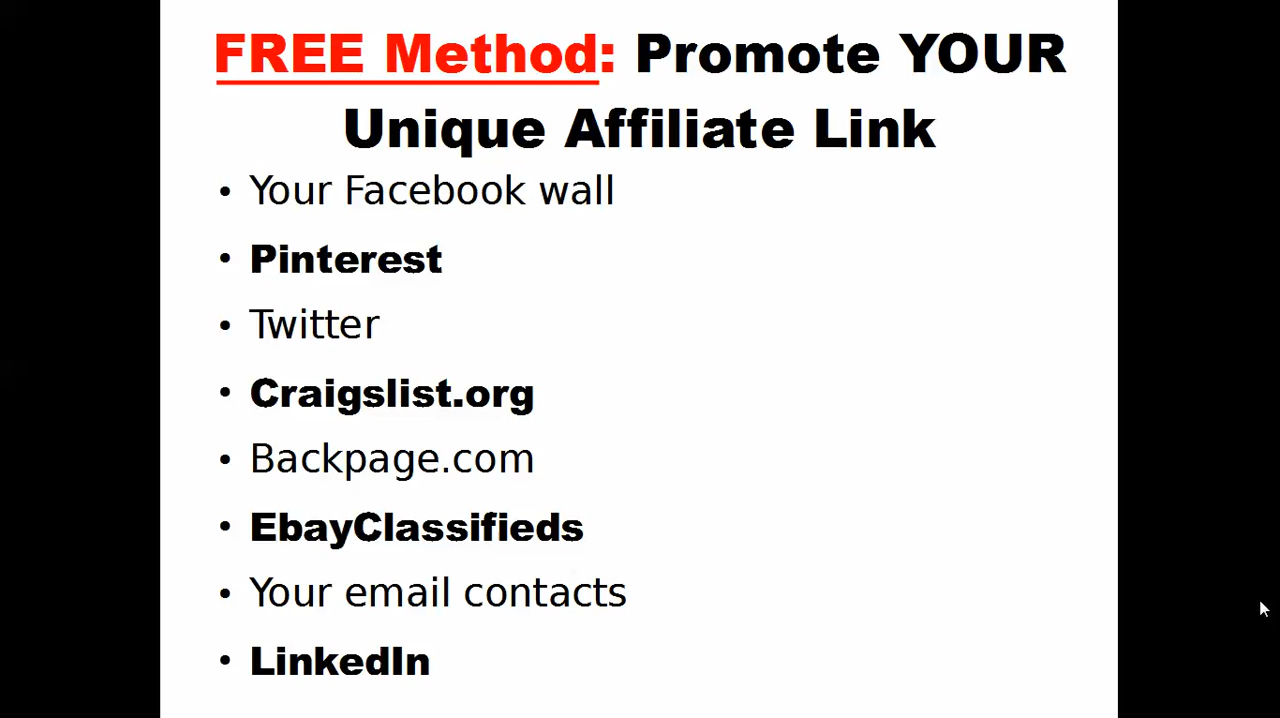 FREE Method: Promote YOUR
Unique Affiliate Link
• Your Facebook wall
• Pinterest
• Twitter
• Craigslist.org
• Backpage.com
• EbayClassifieds
• Your email contacts
• LinkedIn